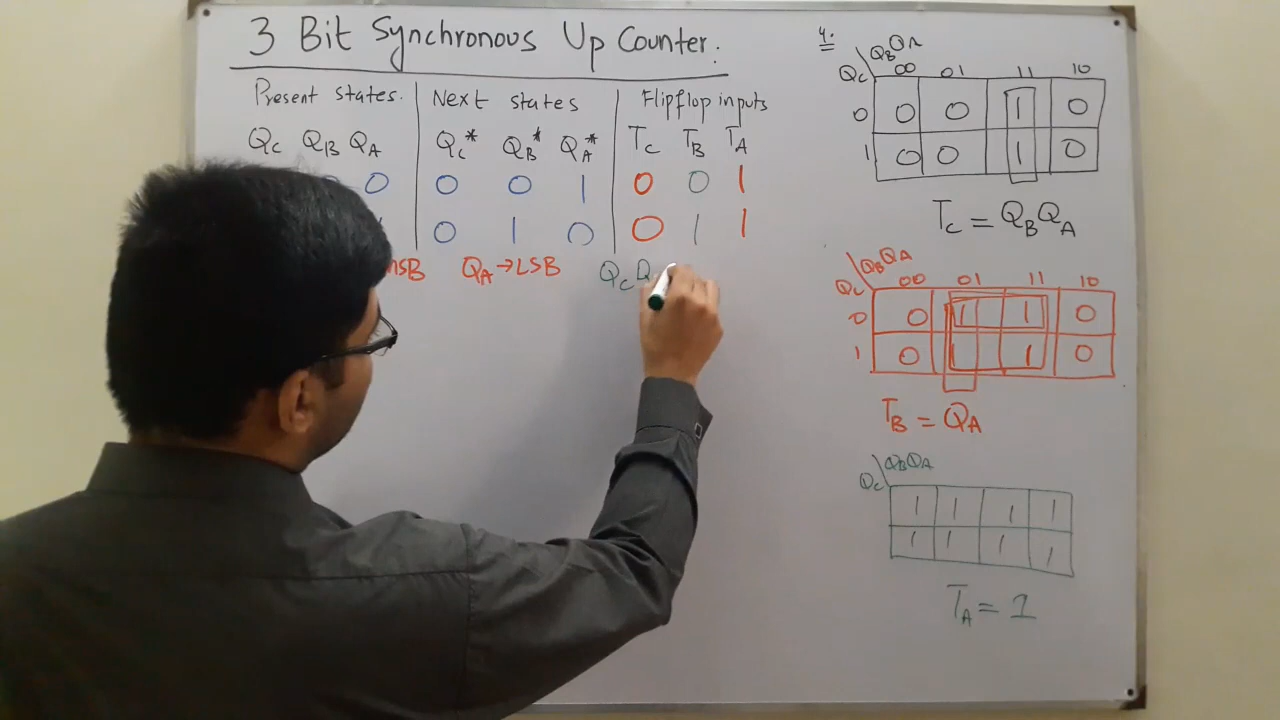 3 Bit Synchronous Up Counter.
Present states. Next states Flipflop inputs
QC QB QA QC* QB* QA* TC TB TA
0 0 0 1 0 0 1
0 1 0 0 1 1
MSB QA → LSB QC Q
4.
QBQA
QC 00 01 11 10
0 0 0 1 0
1 0 0 1 0
TC = QBQA
QBQA
QC 00 01 11 10
0 0 1 1 0
1 0 1 1 0
TB = QA
QBQA
QC
1 1 1 1
1 1 1 1
TA = 1